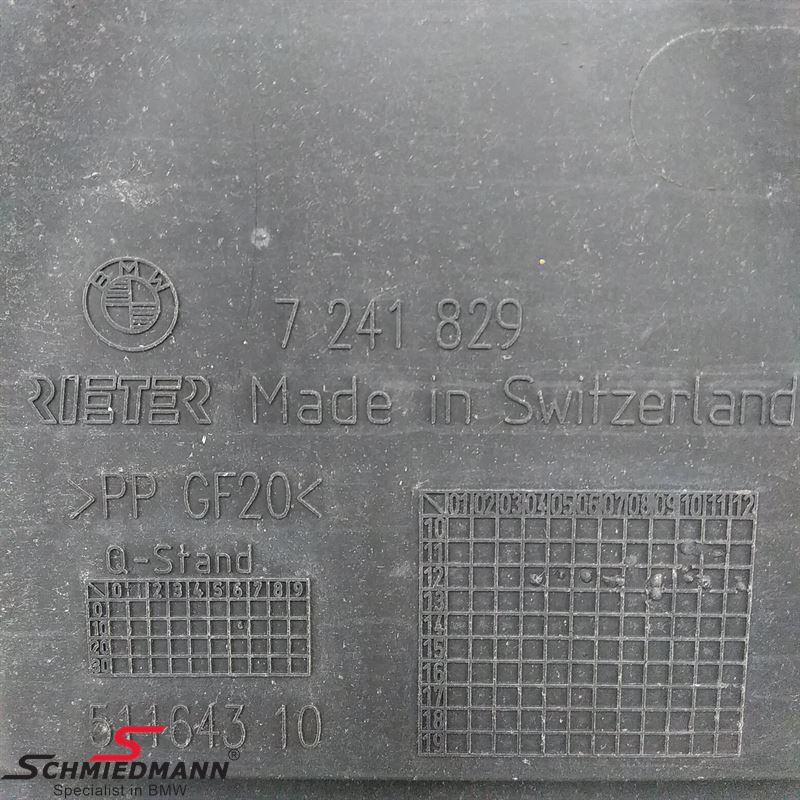 BMW
7 241 829
RIETER Made in Switzerland
>PP GF20<
Q-Stand
0 1 2 3 4 5 6 7 8 9
0
10
20
30
01 02 03 04 05 06 07 08 09 10 11 12
10
11
12
13
14
15
16
17
18
19
511643 10
SCHMIEDMANN®
Specialist in BMW